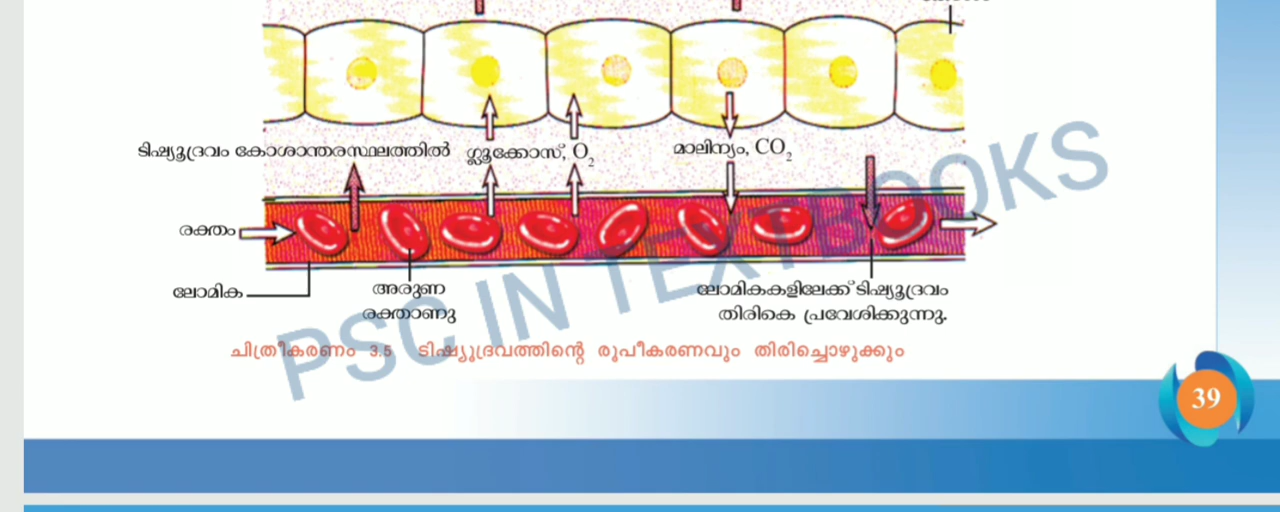 ടിഷ്യൂദ്രവം കോശാന്തരസ്ഥലത്തിൽ ഗ്ലൂക്കോസ്, O₂ മാലിന്യം, CO₂
രക്തം
ലോമിക
അരുണ
രക്താണു
ലോമികകളിലേക്ക് ടിഷ്യൂദ്രവം
തിരികെ പ്രവേശിക്കുന്നു.
ചിത്രീകരണം 3.5 ടിഷ്യുദ്രവത്തിന്റെ രൂപീകരണവും തിരിച്ചൊഴുക്കും
PSC IN TEXTBOOKS
39